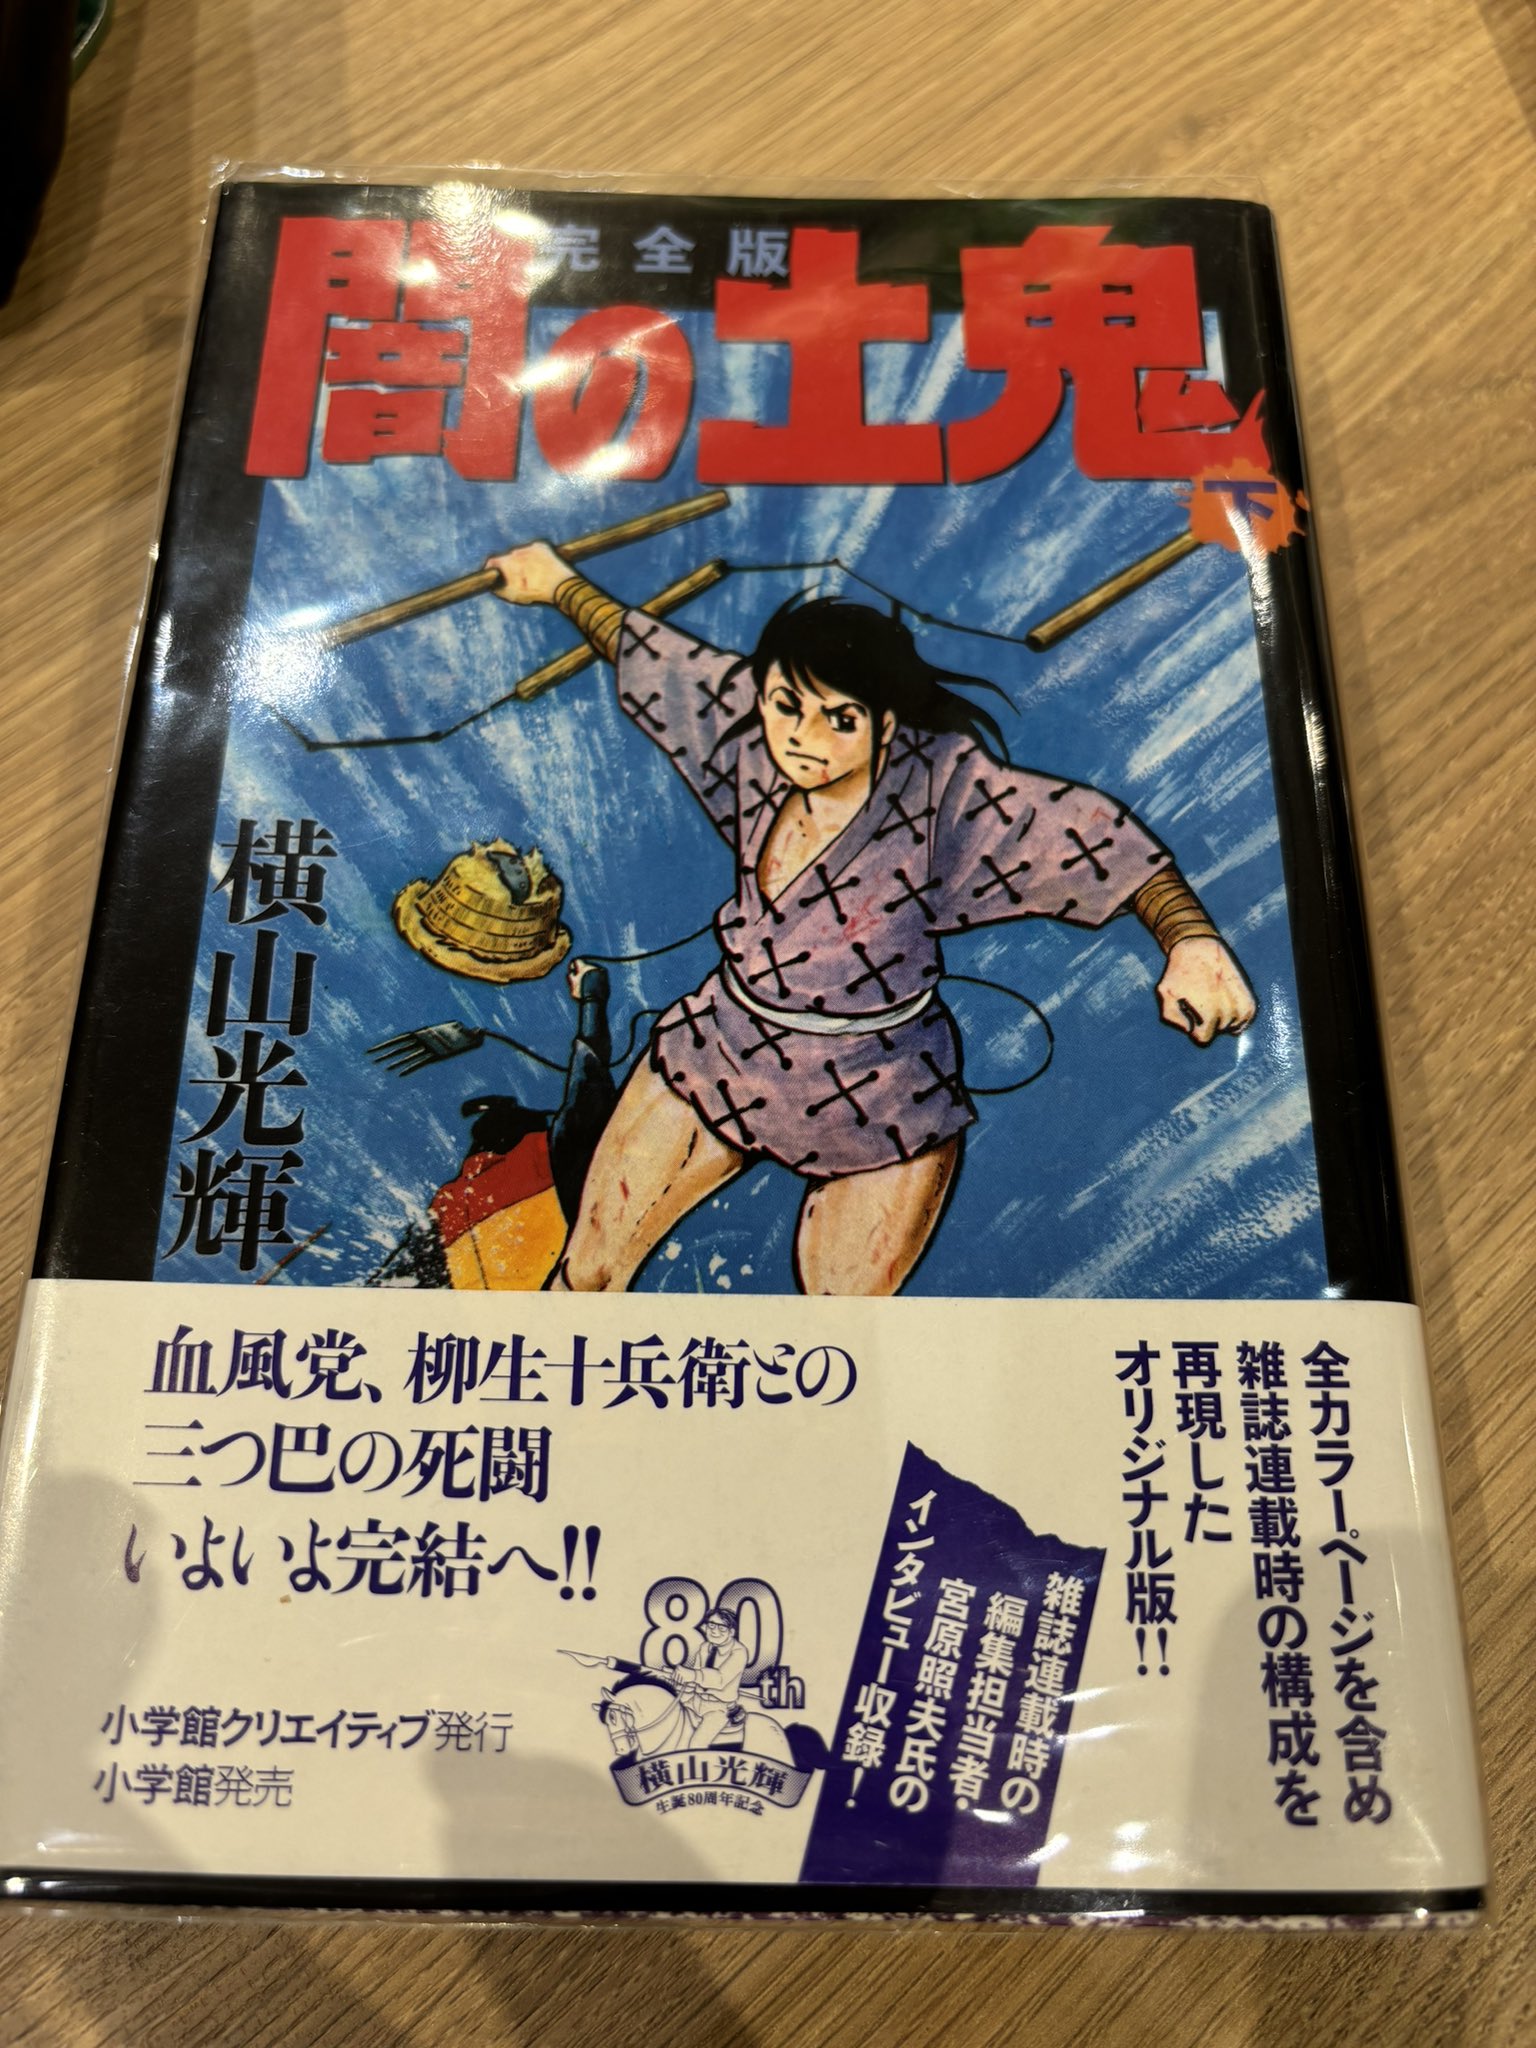 完全版
闇の土鬼
下
横山光輝
血風党、柳生十兵衛との
三つ巴の死闘
いよいよ完結へ!!
全カラーページを含め
雑誌連載時の構成を
再現した
オリジナル版!!
雑誌連載時の
編集担当者・
宮原照夫氏の
インタビュー収録！
80th
横山光輝
生誕80周年記念
小学館クリエイティブ発行
小学館発売